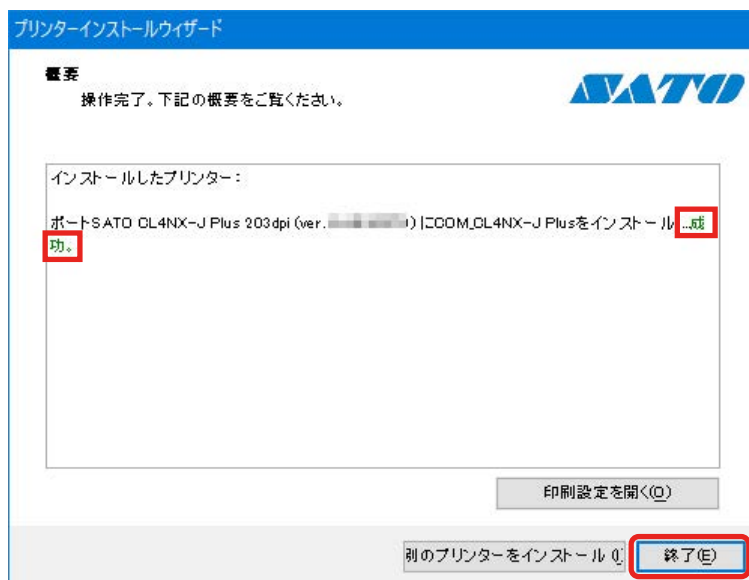 プリンターインストールウィザード
概要
操作完了。下記の概要をご覧ください。
SATO
インストールしたプリンター：
ポートSATO CL4NX-J Plus 203dpi (ver. ) にCOM_CL4NX-J Plusをインストール ...成
功。
印刷設定を開く(O)
別のプリンターをインストール (I)
終了(E)